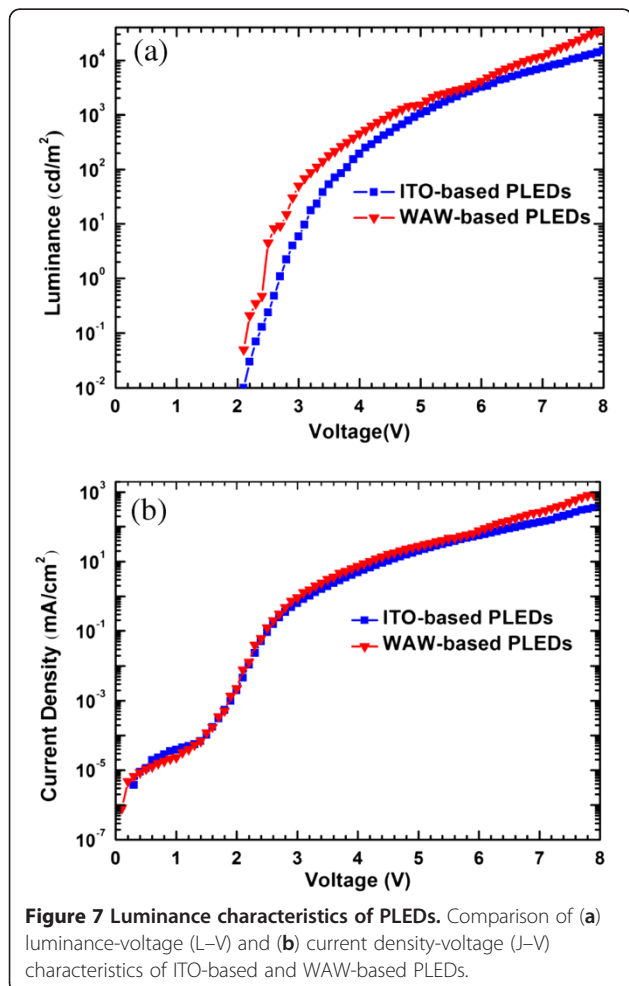 (a)
10^4
10^3
10^2
10^1
10^0
10^-1
10^-2
Luminance (cd/m^2)
ITO-based PLEDs
WAW-based PLEDs
0 1 2 3 4 5 6 7 8
Voltage(V)
(b)
10^3
10^1
10^-1
10^-3
10^-5
10^-7
Current Density (mA/cm^2)
ITO-based PLEDs
WAW-based PLEDs
0 1 2 3 4 5 6 7 8
Voltage (V)
Figure 7 Luminance characteristics of PLEDs. Comparison of (a)
luminance-voltage (L–V) and (b) current density-voltage (J–V)
characteristics of ITO-based and WAW-based PLEDs.